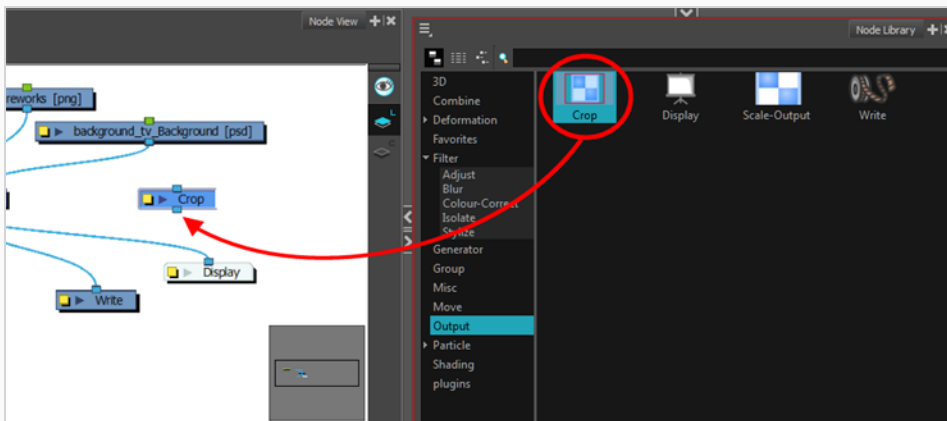 Node View
reworks [png]
background_tv_Background [psd]
L
C
Crop
Display
Write
Node Library
3D
Combine
Deformation
Favorites
Filter
Adjust
Blur
Colour-Correct
Isolate
Stylize
Generator
Group
Misc
Move
Output
Particle
Shading
plugins
Crop
Display
Scale-Output
Write